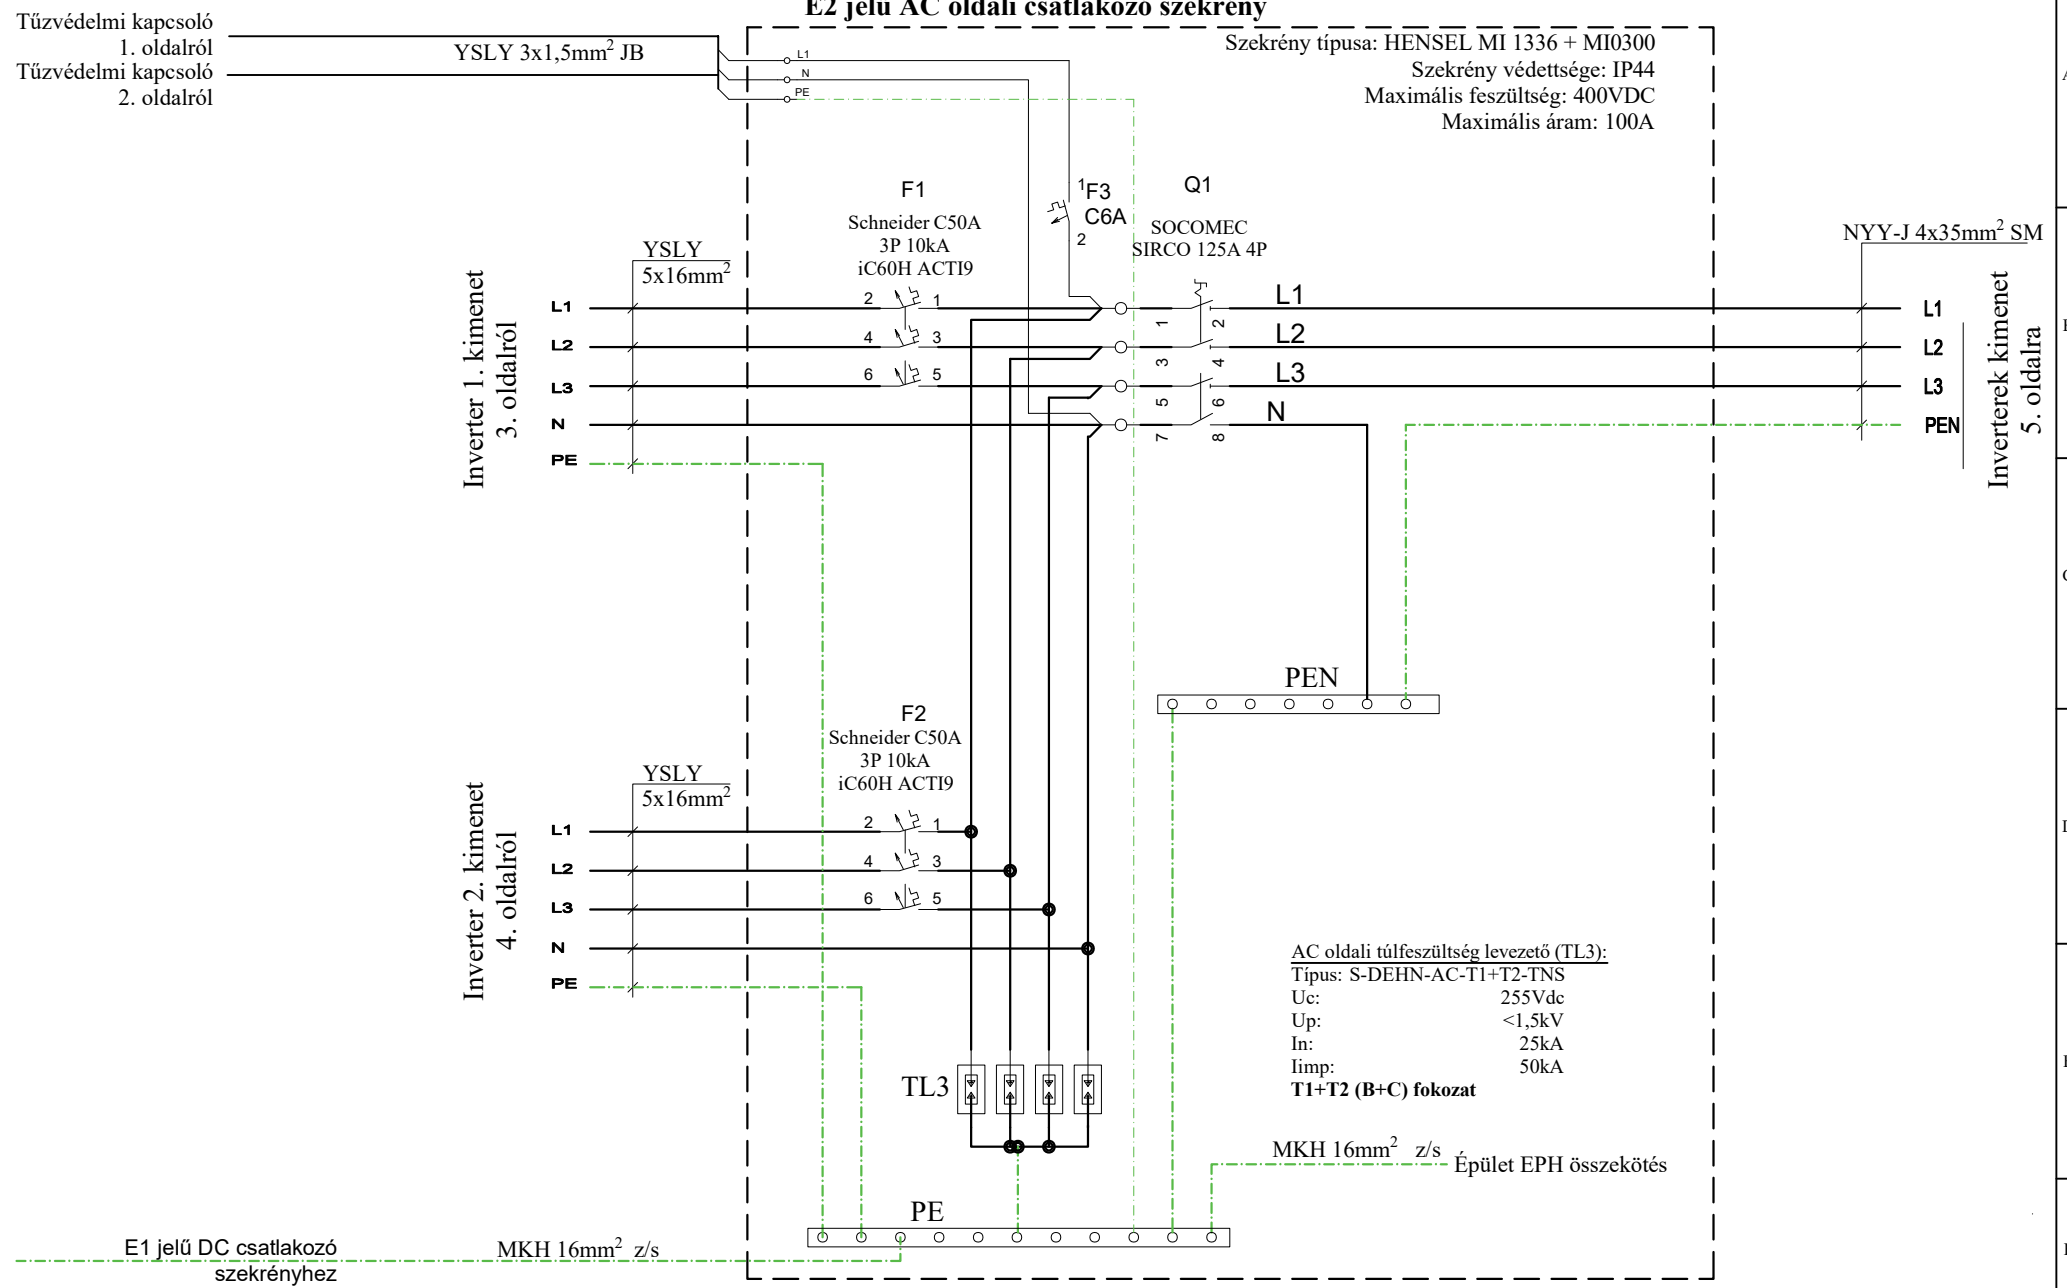 E2 jelű AC oldali csatlakozó szekrény
Tűzvédelmi kapcsoló
1. oldalról
Tűzvédelmi kapcsoló
2. oldalról
YSLY 3x1,5mm² JB
L1
N
PE
Szekrény típusa: HENSEL MI 1336 + MI0300
Szekrény védettsége: IP44
Maximális feszültség: 400VDC
Maximális áram: 100A
F1
Schneider C50A
3P 10kA
iC60H ACTI9
1
F3
C6A
2
Q1
SOCOMEC
SIRCO 125A 4P
NYY-J 4x35mm² SM
YSLY
5x16mm²
Inverter 1. kimenet
3. oldalról
L1
L2
L3
N
PE
2 1
4 3
6 5
1 2
3 4
5 6
7 8
L1
L2
L3
N
L1
L2
L3
PEN
Inverterek kimenet
5. oldalra
PEN
F2
Schneider C50A
3P 10kA
iC60H ACTI9
YSLY
5x16mm²
Inverter 2. kimenet
4. oldalról
L1
L2
L3
N
PE
2 1
4 3
6 5
AC oldali túlfeszültség levezető (TL3):
Típus: S-DEHN-AC-T1+T2-TNS
Uc: 255Vdc
Up: <1,5kV
In: 25kA
Iimp: 50kA
T1+T2 (B+C) fokozat
TL3
MKH 16mm² z/s
Épület EPH összekötés
PE
E1 jelű DC csatlakozó
szekrényhez
MKH 16mm² z/s